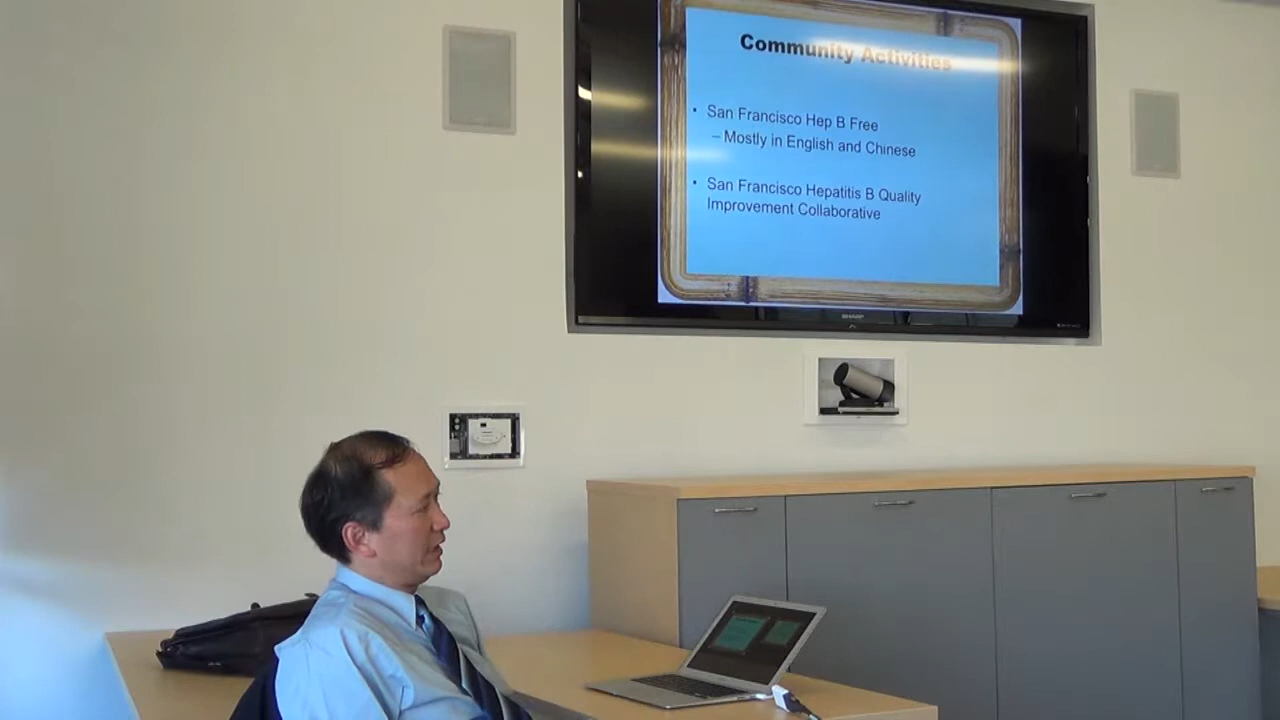 Community Activities
• San Francisco Hep B Free
– Mostly in English and Chinese
• San Francisco Hepatitis B Quality
Improvement Collaborative
SHARP